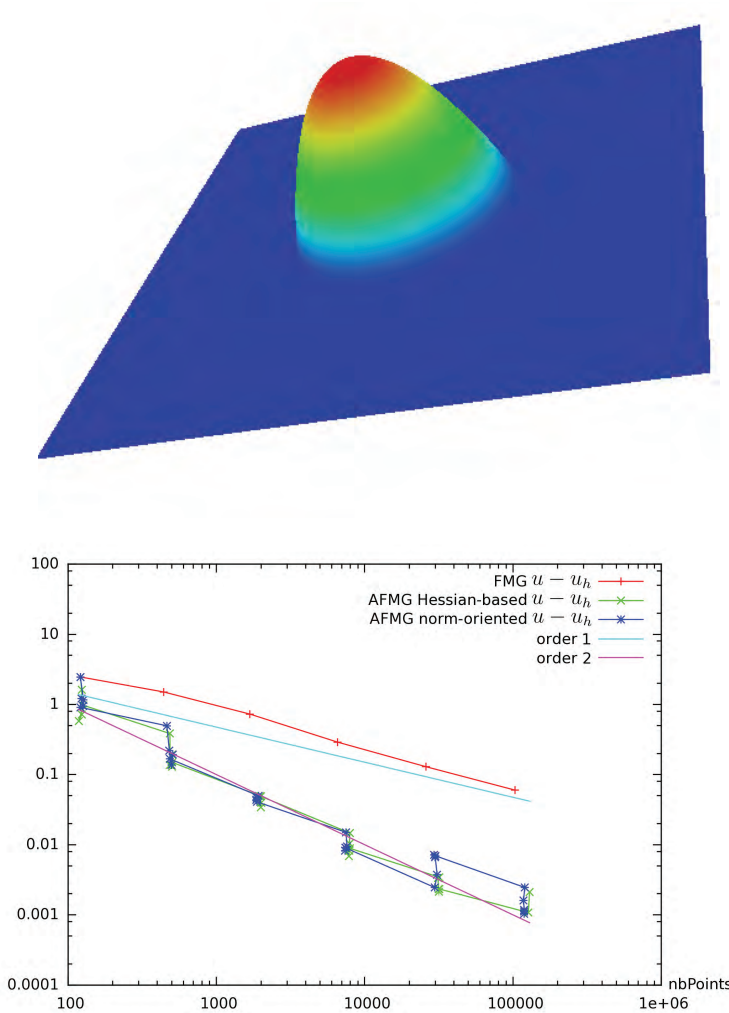 100
10
1
0.1
0.01
0.001
0.0001
FMG u − u_h
AFMG Hessian-based u − u_h
AFMG norm-oriented u − u_h
order 1
order 2
100 1000 10000 100000 1e+06
nbPoints